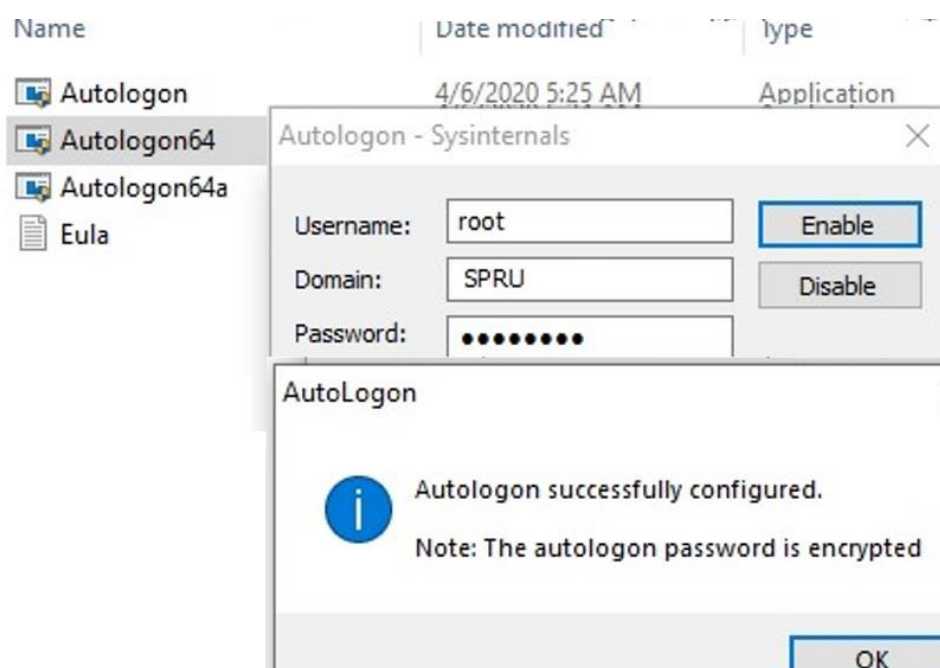 Name Date modified Type
Autologon 4/6/2020 5:25 AM Application
Autologon64
Autologon64a
Eula
Autologon - Sysinternals
Username: root Enable
Domain: SPRU Disable
Password: ●●●●●●●●
AutoLogon
Autologon successfully configured.
Note: The autologon password is encrypted
OK